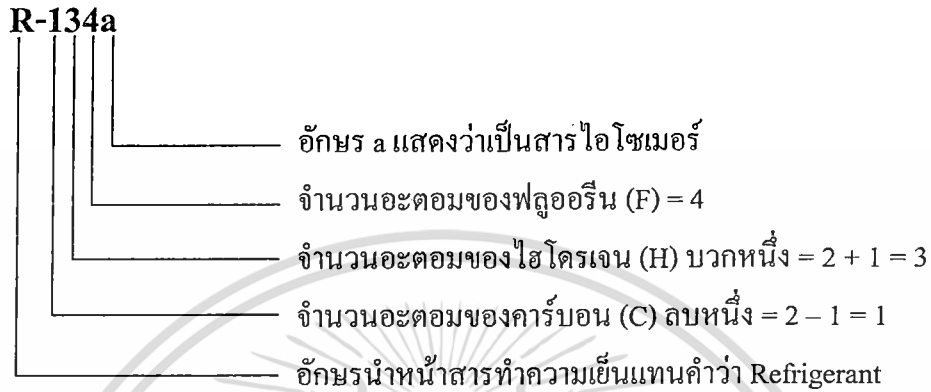 R-134a
อักษร a แสดงว่าเป็นสารไอโซเมอร์
จำนวนอะตอมของฟลูออรีน (F) = 4
จำนวนอะตอมของไฮโดรเจน (H) บวกหนึ่ง = 2 + 1 = 3
จำนวนอะตอมของคาร์บอน (C) ลบหนึ่ง = 2 – 1 = 1
อักษรนำหน้าสารทำความเย็นแทนคำว่า Refrigerant